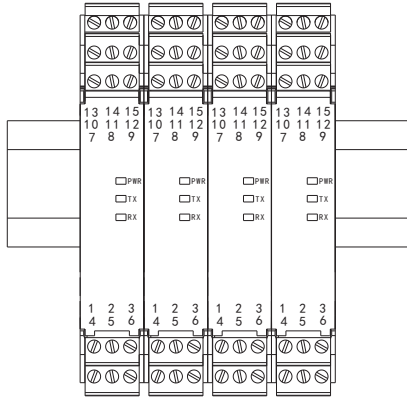 13 14 15 13 14 15 13 14 15 13 14 15
10 11 12 10 11 12 10 11 12 10 11 12
7 8 9 7 8 9 7 8 9 7 8 9
PWR PWR PWR PWR
TX TX TX TX
RX RX RX RX
1 2 3 1 2 3 1 2 3 1 2 3
4 5 6 4 5 6 4 5 6 4 5 6